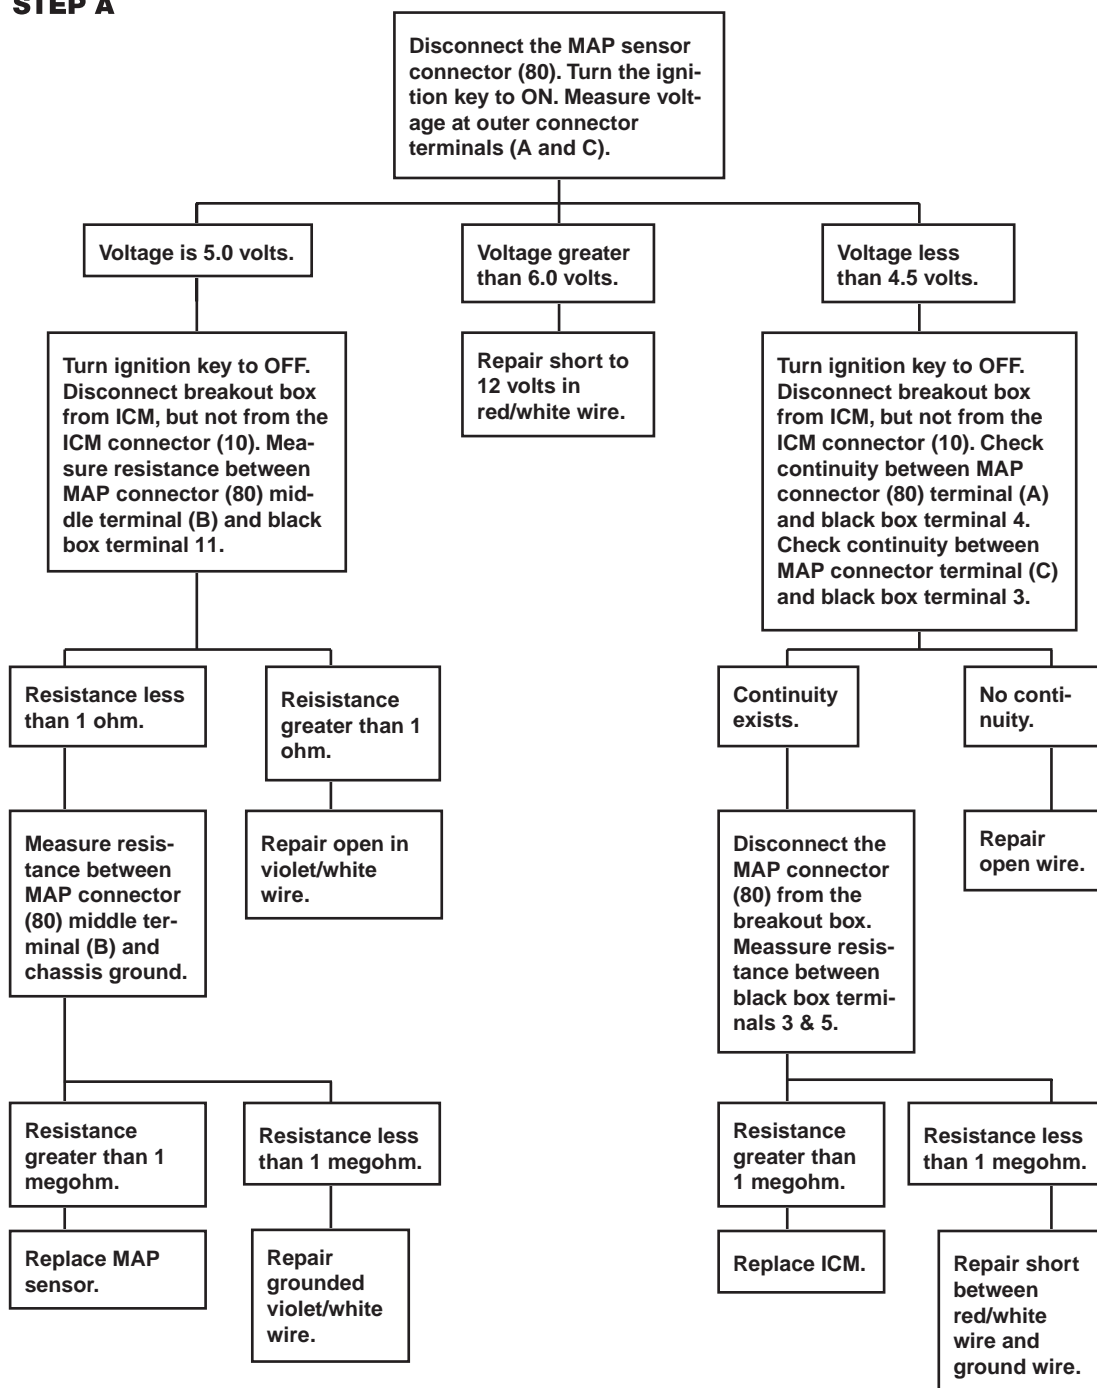 STEP A
Disconnect the MAP sensor
connector (80). Turn the igni-
tion key to ON. Measure volt-
age at outer connector
terminals (A and C).
Voltage is 5.0 volts.
Voltage greater
than 6.0 volts.
Voltage less
than 4.5 volts.
Turn ignition key to OFF.
Disconnect breakout box
from ICM, but not from the
ICM connector (10). Mea-
sure resistance between
MAP connector (80) mid-
dle terminal (B) and black
box terminal 11.
Repair short to
12 volts in
red/white wire.
Turn ignition key to OFF.
Disconnect breakout box
from ICM, but not from the
ICM connector (10). Check
continuity between MAP
connector (80) terminal (A)
and black box terminal 4.
Check continuity between
MAP connector terminal (C)
and black box terminal 3.
Resistance less
than 1 ohm.
Reisistance
greater than 1
ohm.
Continuity
exists.
No conti-
nuity.
Measure resis-
tance between
MAP connector
(80) middle ter-
minal (B) and
chassis ground.
Repair open in
violet/white
wire.
Disconnect the
MAP connector
(80) from the
breakout box.
Meassure resis-
tance between
black box termi-
nals 3 & 5.
Repair
open wire.
Resistance
greater than 1
megohm.
Resistance less
than 1 megohm.
Resistance
greater than
1 megohm.
Resistance less
than 1 megohm.
Replace MAP
sensor.
Repair
grounded
violet/white
wire.
Replace ICM.
Repair short
between
red/white
wire and
ground wire.